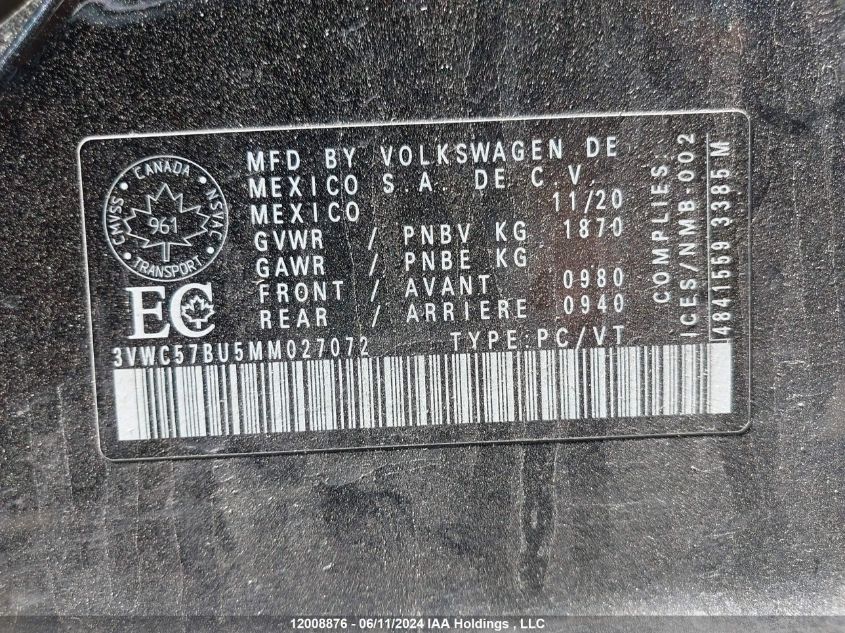 CANADA
CMVSS NSVAC
961
TRANSPORT
EC
MFD BY VOLKSWAGEN DE
MEXICO S.A. DE C.V.
MEXICO 11/20
GVWR / PNBV KG 1870
GAWR / PNBE KG
FRONT / AVANT 0980
REAR / ARRIERE 0940
3VWC57BU5MM027072 TYPE:PC/VT
COMPLIES:
ICES/NMB-002
4841559 3385M
12008876 - 06/11/2024 IAA Holdings , LLC